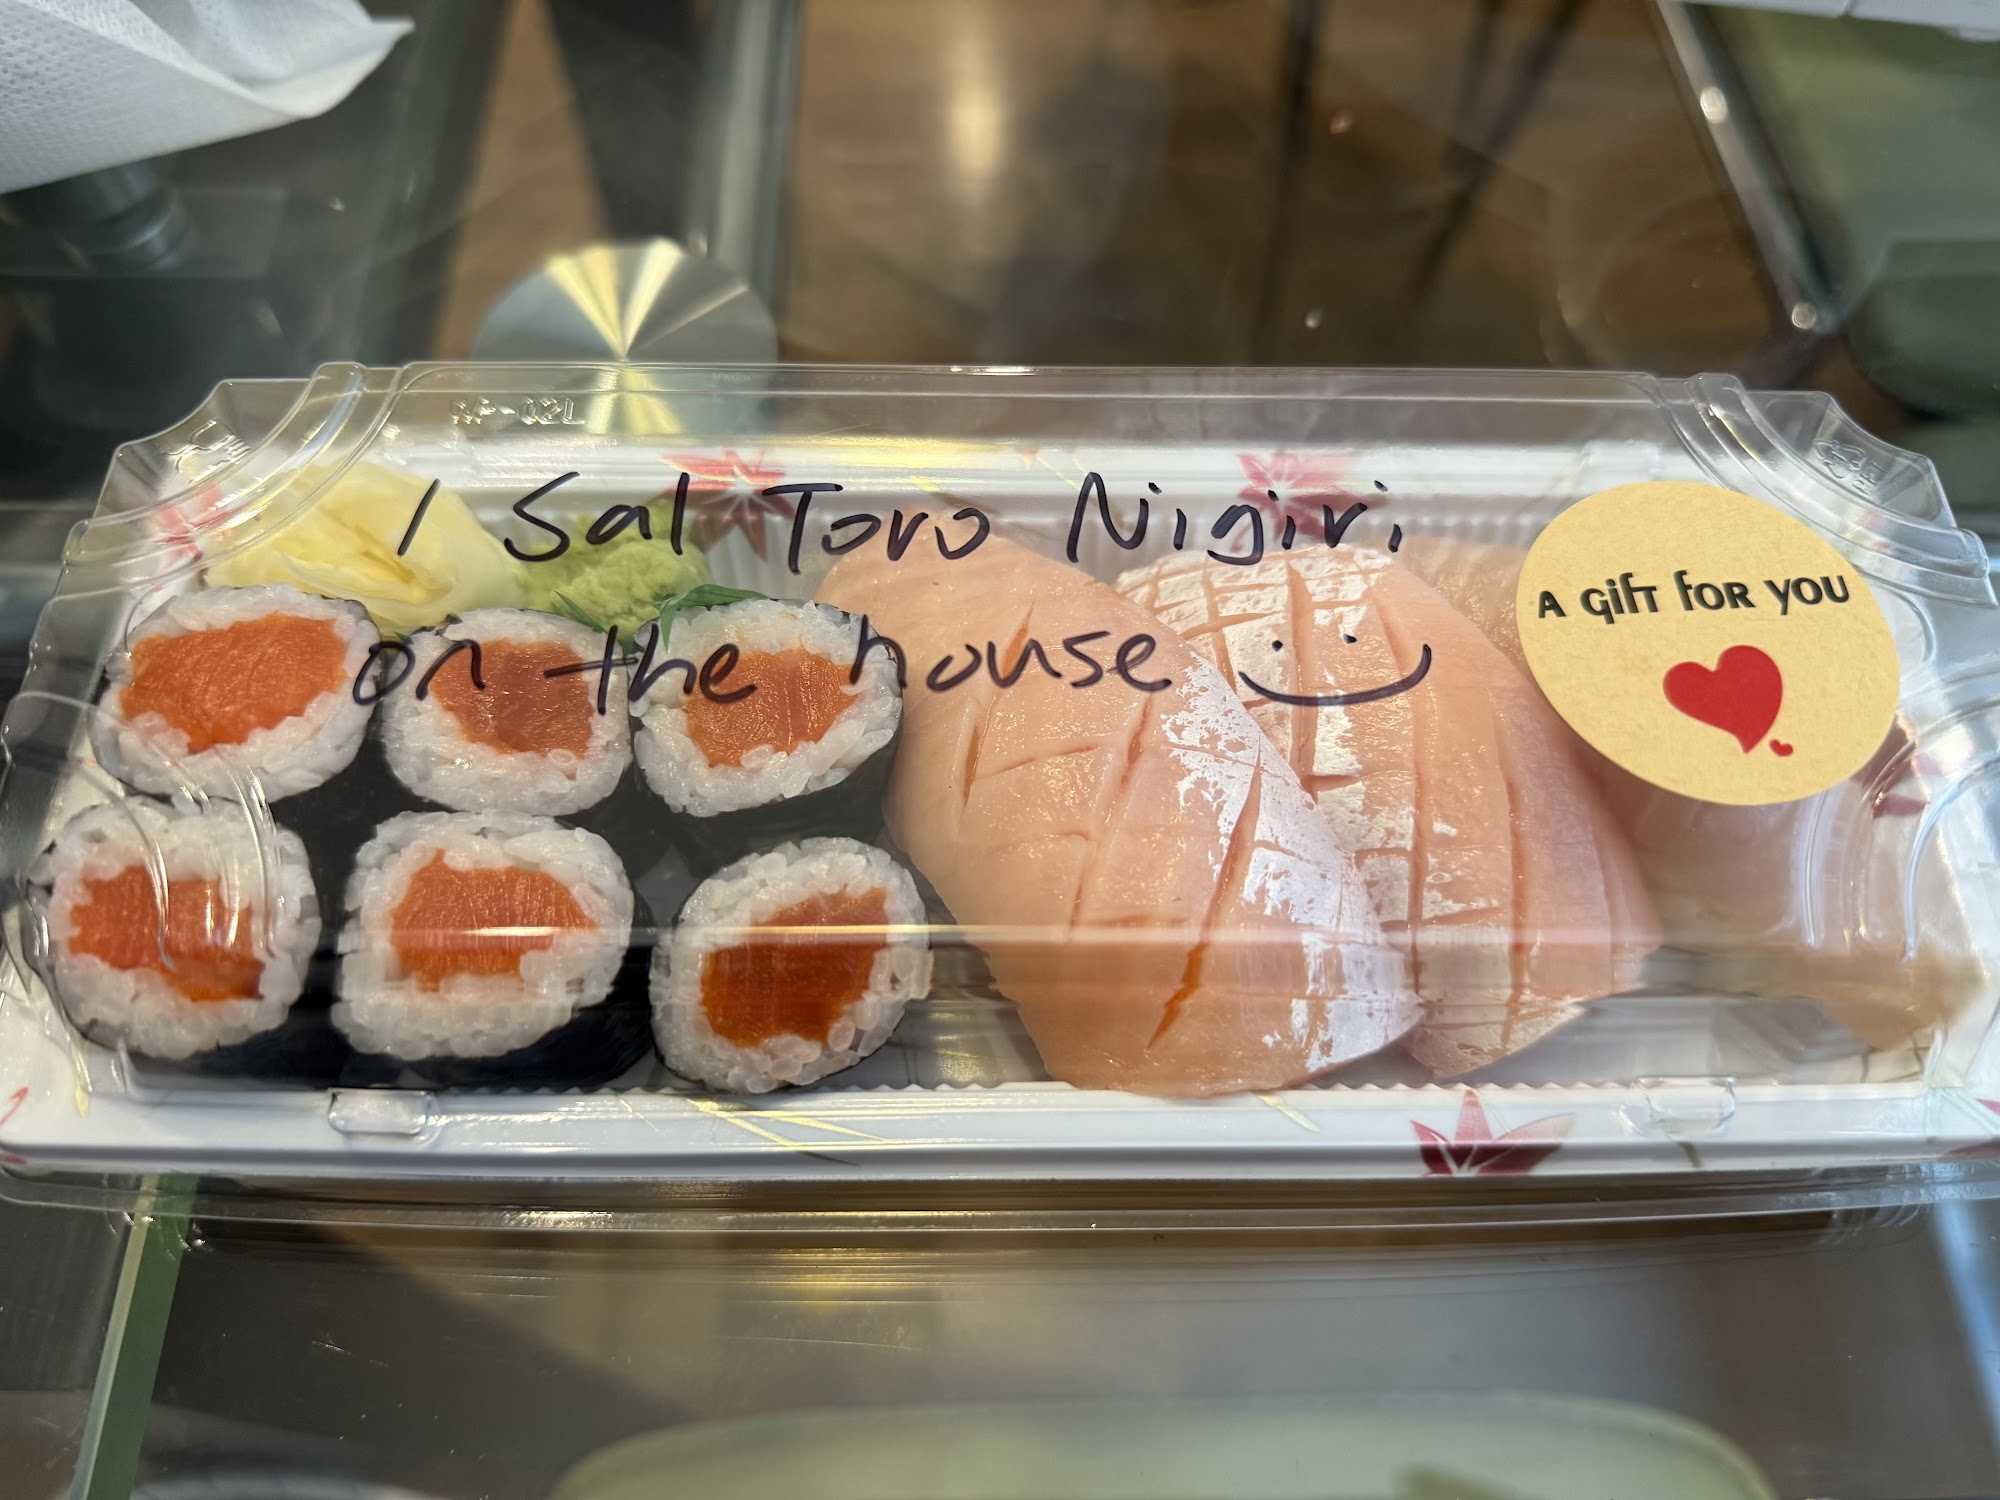 1 Sal Toro Nigiri
on the house
A Gift for you